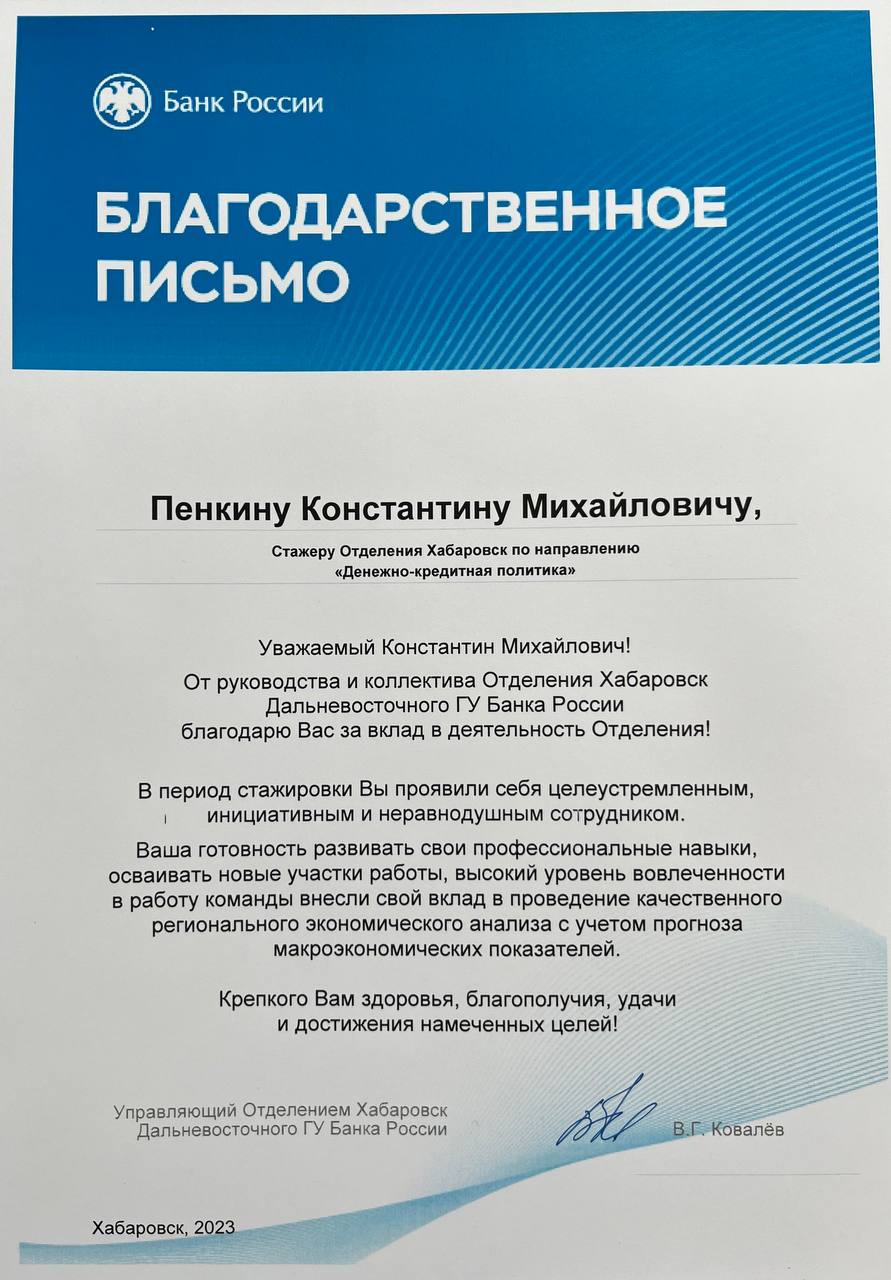 Банк России
БЛАГОДАРСТВЕННОЕ
ПИСЬМО
Пенкину Константину Михайловичу,
Стажеру Отделения Хабаровск по направлению
«Денежно-кредитная политика»
Уважаемый Константин Михайлович!
От руководства и коллектива Отделения Хабаровск
Дальневосточного ГУ Банка России
благодарю Вас за вклад в деятельность Отделения!
В период стажировки Вы проявили себя целеустремленным,
инициативным и неравнодушным сотрудником.
Ваша готовность развивать свои профессиональные навыки,
осваивать новые участки работы, высокий уровень вовлеченности
в работу команды внесли свой вклад в проведение качественного
регионального экономического анализа с учетом прогноза
макроэкономических показателей.
Крепкого Вам здоровья, благополучия, удачи
и достижения намеченных целей!
Управляющий Отделением Хабаровск
Дальневосточного ГУ Банка России
В.Г. Ковалёв
Хабаровск, 2023